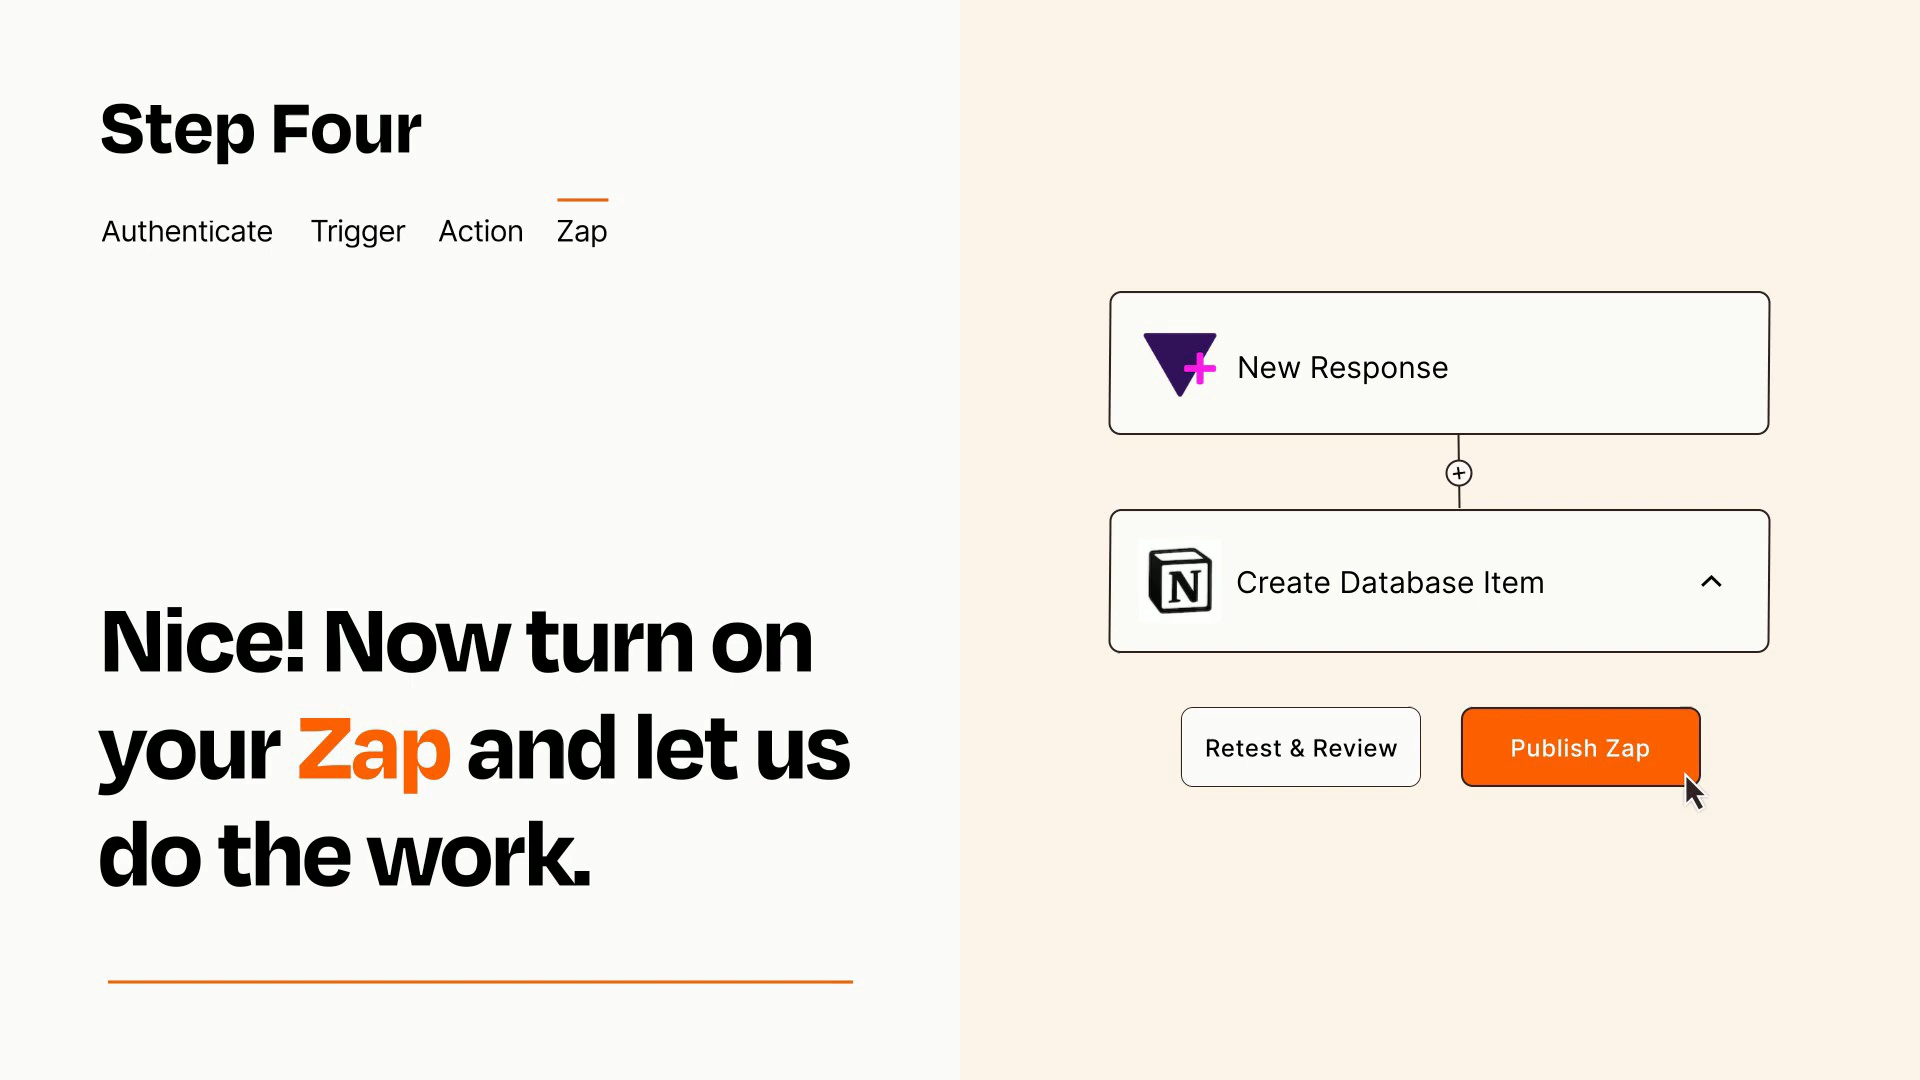 Step Four
Authenticate Trigger Action Zap
Nice! Now turn on
your Zap and let us
do the work.
New Response
N
Create Database Item
Retest & Review
Publish Zap